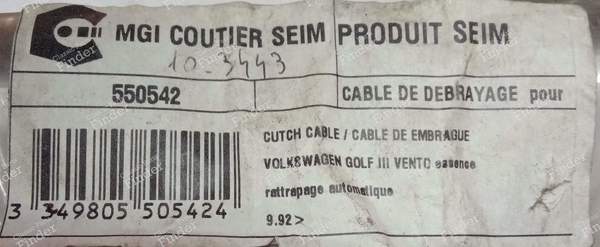 MGI COUTIER SEIM PRODUIT SEIM
10-3443
550542
CABLE DE DEBRAYAGE pour
CUTCH CABLE / CABLE DE EMBRAGUE
VOLKSWAGEN GOLF III VENTO essence
rattrapage automatique
9.92>
3 349805 505424